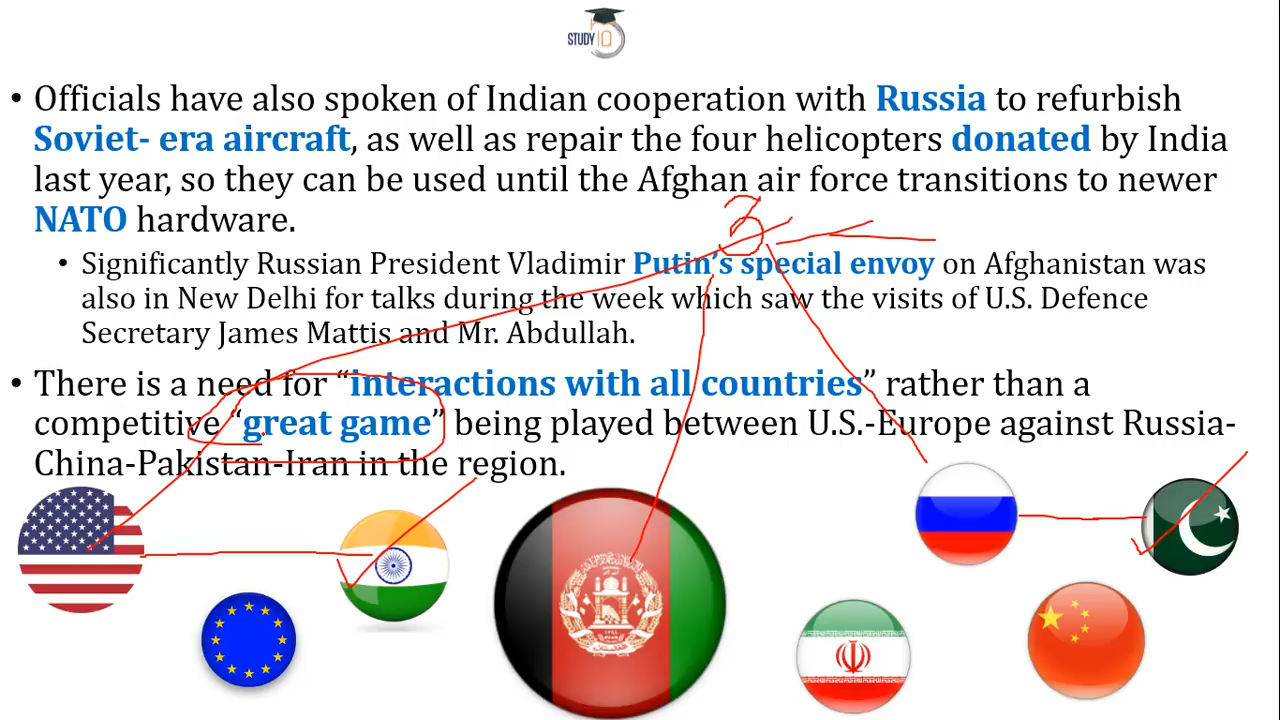 STUDY IQ
• Officials have also spoken of Indian cooperation with Russia to refurbish
Soviet- era aircraft, as well as repair the four helicopters donated by India
last year, so they can be used until the Afghan air force transitions to newer
NATO hardware.
3
• Significantly Russian President Vladimir Putin’s special envoy on Afghanistan was
also in New Delhi for talks during the week which saw the visits of U.S. Defence
Secretary James Mattis and Mr. Abdullah.
• There is a need for “interactions with all countries” rather than a
competitive “great game” being played between U.S.-Europe against Russia-
China-Pakistan-Iran in the region.